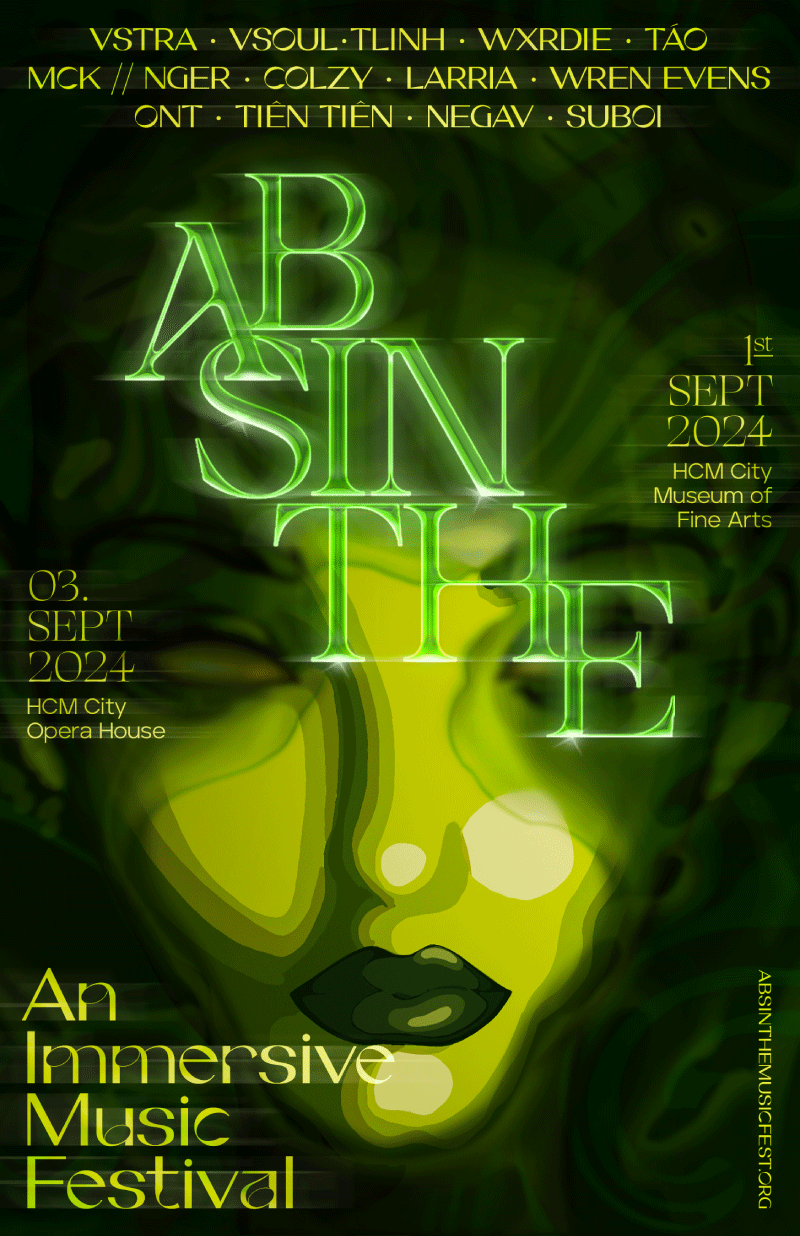 VSTRA · VSOUL·TLINH · WXRDIE · TÁO
MCK // NGER · COLZY · LARRIA · WREN EVENS
ONT · TIÊN TIÊN · NEGAV · SUBOI
AB
SIN
THE
1st
SEPT
2024
HCM City
Museum of
Fine Arts
03.
SEPT
2024
HCM City
Opera House
An
Immersive
Music
Festival
ABSINTHEMUSICFEST.ORG